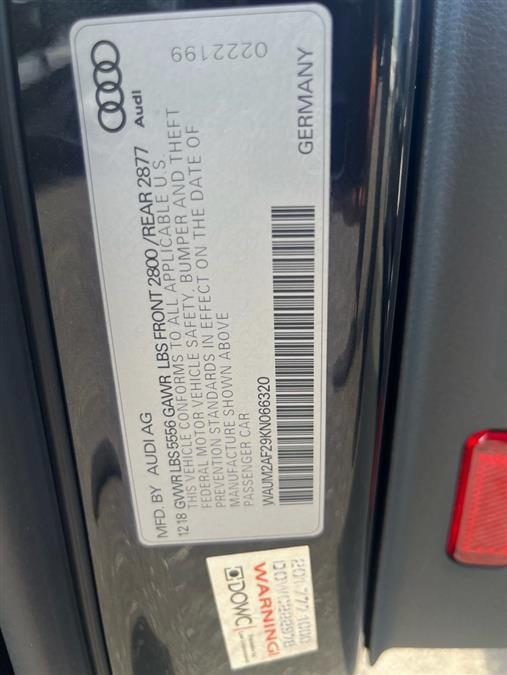 0222199
Audi
MFD. BY AUDI AG
12 18 GVWR LBS 5556 GAWR LBS FRONT 2800 / REAR 2877
THIS VEHICLE CONFORMS TO ALL APPLICABLE U.S.
FEDERAL MOTOR VEHICLE SAFETY, BUMPER AND THEFT
PREVENTION STANDARDS IN EFFECT ON THE DATE OF
MANUFACTURE SHOWN ABOVE
PASSENGER CAR
WAUM2AF29KN066320
GERMANY
DOWC
WARNING!